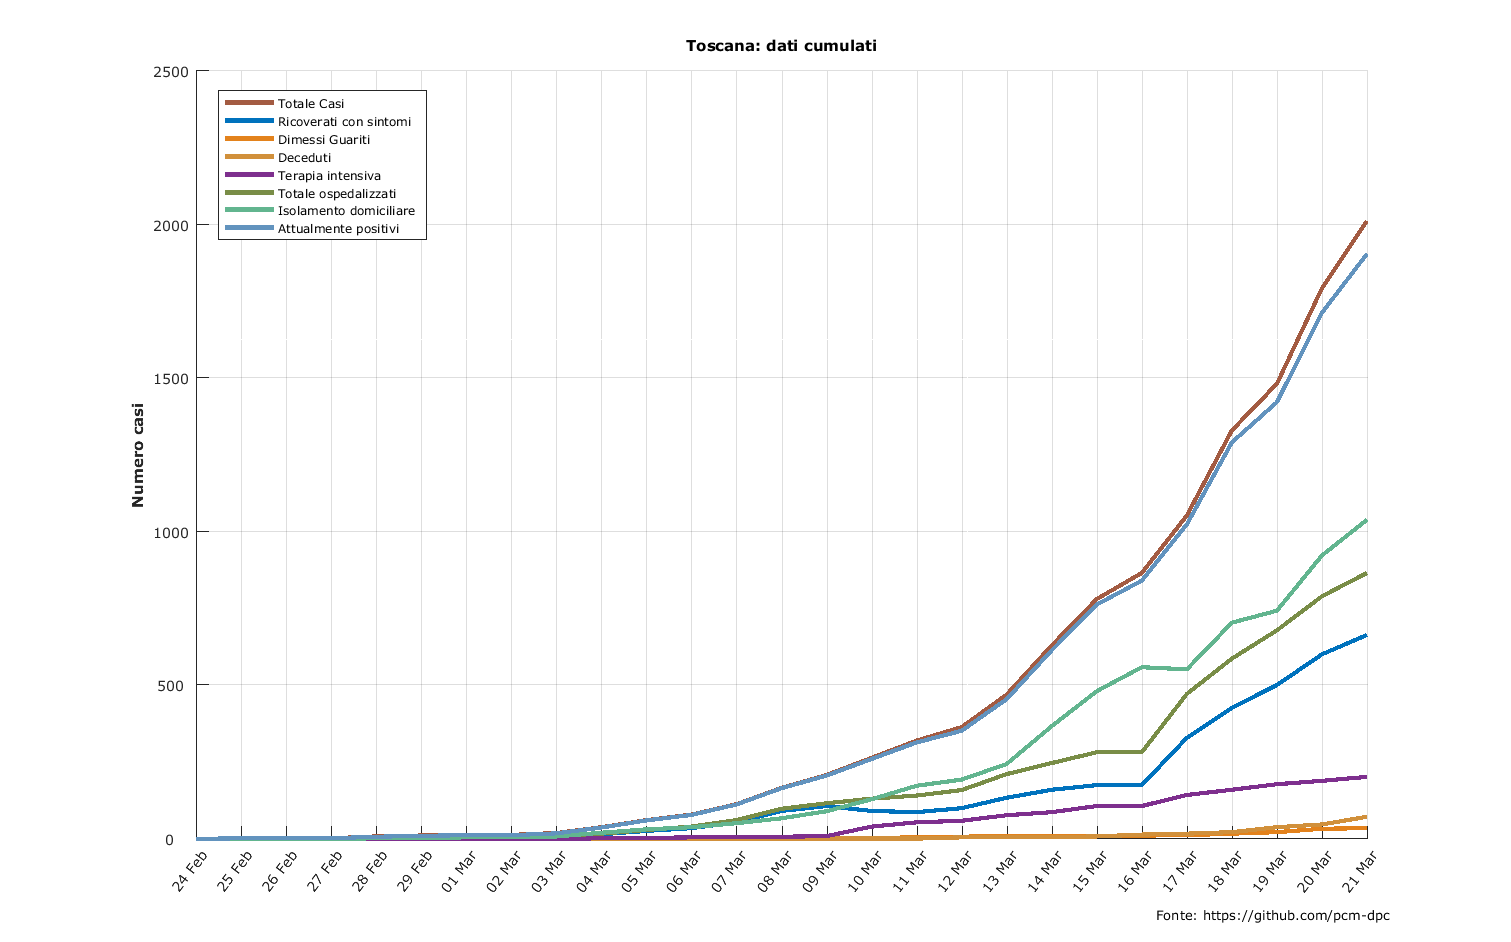 Toscana: dati cumulati
2500
2000
1500
1000
500
0
Numero casi
Totale Casi
Ricoverati con sintomi
Dimessi Guariti
Deceduti
Terapia intensiva
Totale ospedalizzati
Isolamento domiciliare
Attualmente positivi
24 Feb
25 Feb
26 Feb
27 Feb
28 Feb
29 Feb
01 Mar
02 Mar
03 Mar
04 Mar
05 Mar
06 Mar
07 Mar
08 Mar
09 Mar
10 Mar
11 Mar
12 Mar
13 Mar
14 Mar
15 Mar
16 Mar
17 Mar
18 Mar
19 Mar
20 Mar
21 Mar
Fonte: https://github.com/pcm-dpc